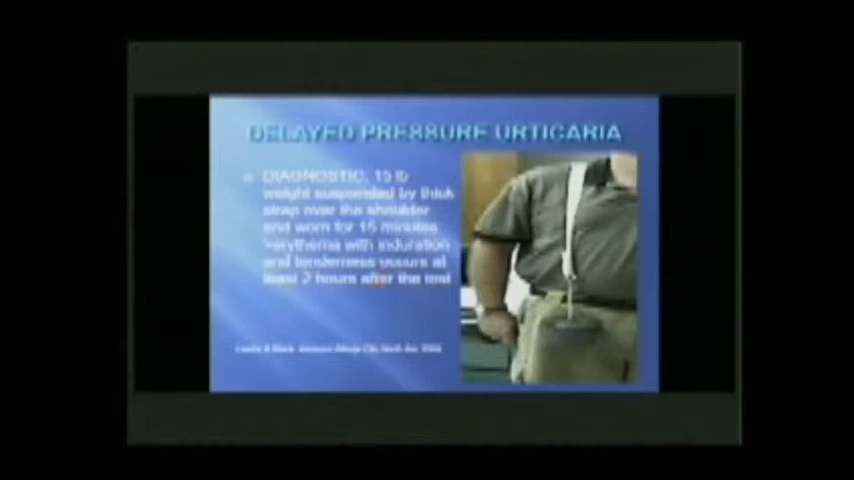 DELAYED PRESSURE URTICARIA
DIAGNOSTIC. 15 lb
weight suspended by thick
strap over the shoulder
and worn for 15 minutes
erythema with induration
and tenderness occurs at
least 2 hours after the test